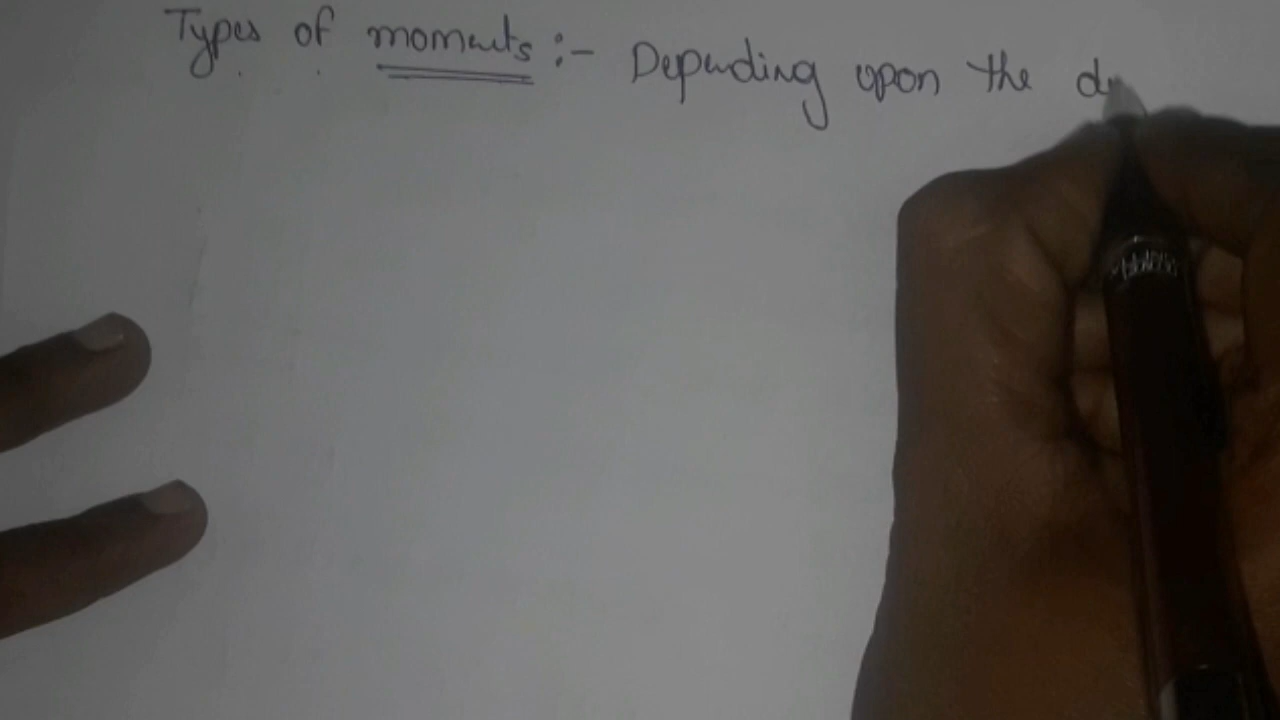 Types of moments :- Depending upon the